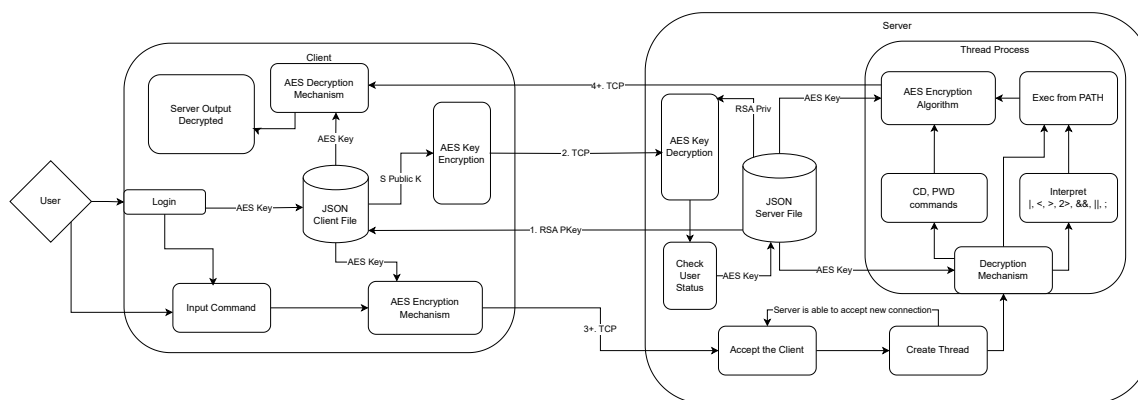 Server
Client
Thread Process
AES Decryption
Mechanism
Server Output
Decrypted
4+. TCP
AES Encryption
Algorithm
Exec from PATH
AES Key
RSA Priv
AES Key
AES Key
Encryption
2. TCP
AES Key
Decryption
S Public K
User
Login
AES Key
JSON
Client File
JSON
Server File
CD, PWD
commands
Interpret
|, <, >, 2>, &&, ||, ;
1. RSA PKey
AES Key
Check
User
Status
AES Key
AES Key
Decryption
Mechanism
Input Command
AES Encryption
Mechanism
3+. TCP
Server is able to accept new connection
Accept the Client
Create Thread